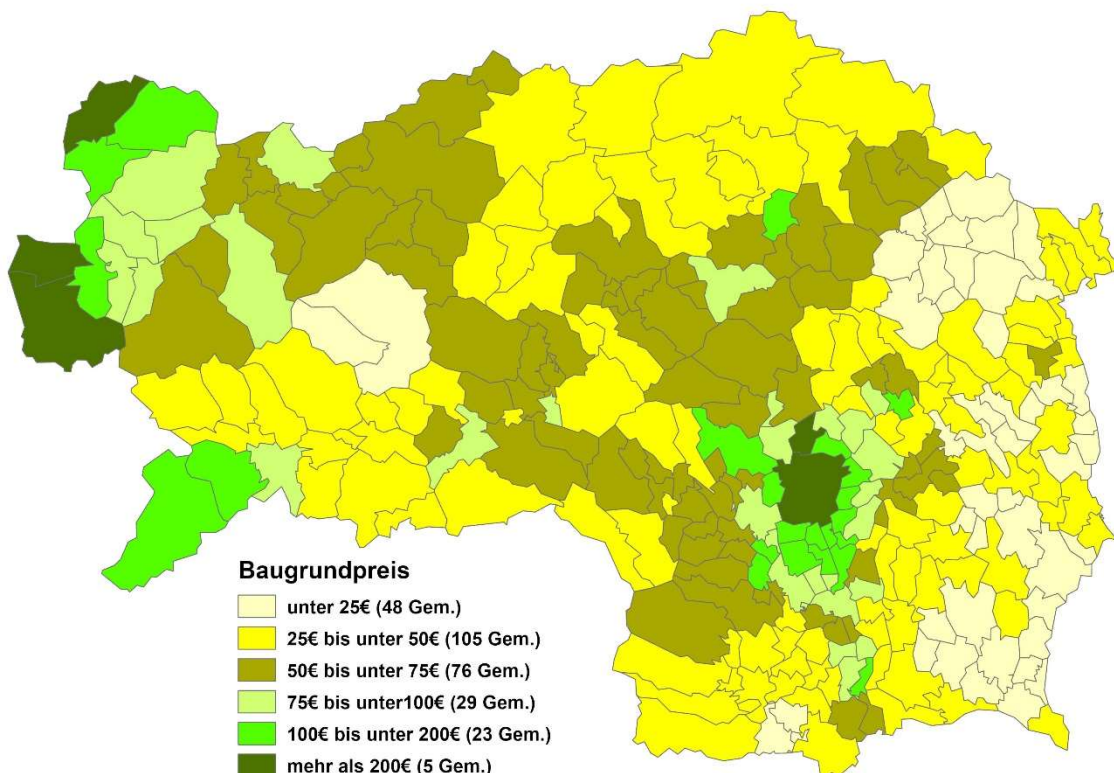 Baugrundpreis
unter 25€ (48 Gem.)
25€ bis unter 50€ (105 Gem.)
50€ bis unter 75€ (76 Gem.)
75€ bis unter100€ (29 Gem.)
100€ bis unter 200€ (23 Gem.)
mehr als 200€ (5 Gem.)